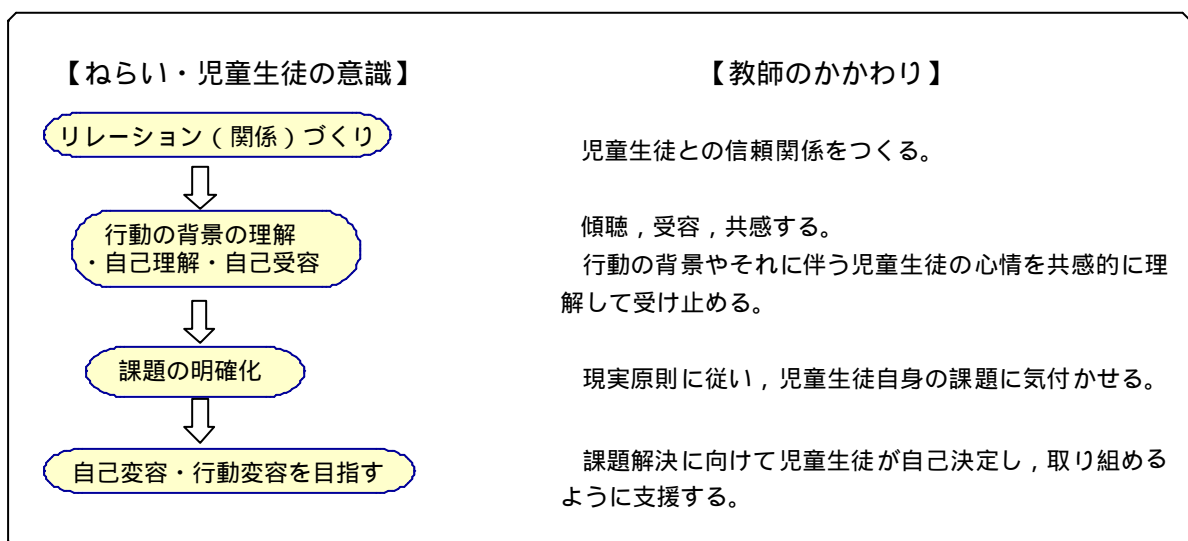 【ねらい・児童生徒の意識】
【教師のかかわり】
リレーション(関係)づくり
児童生徒との信頼関係をつくる。
行動の背景の理解
・自己理解・自己受容
傾聴,受容,共感する。
行動の背景やそれに伴う児童生徒の心情を共感的に理
解して受け止める。
課題の明確化
現実原則に従い,児童生徒自身の課題に気付かせる。
自己変容・行動変容を目指す
課題解決に向けて児童生徒が自己決定し,取り組める
ように支援する。